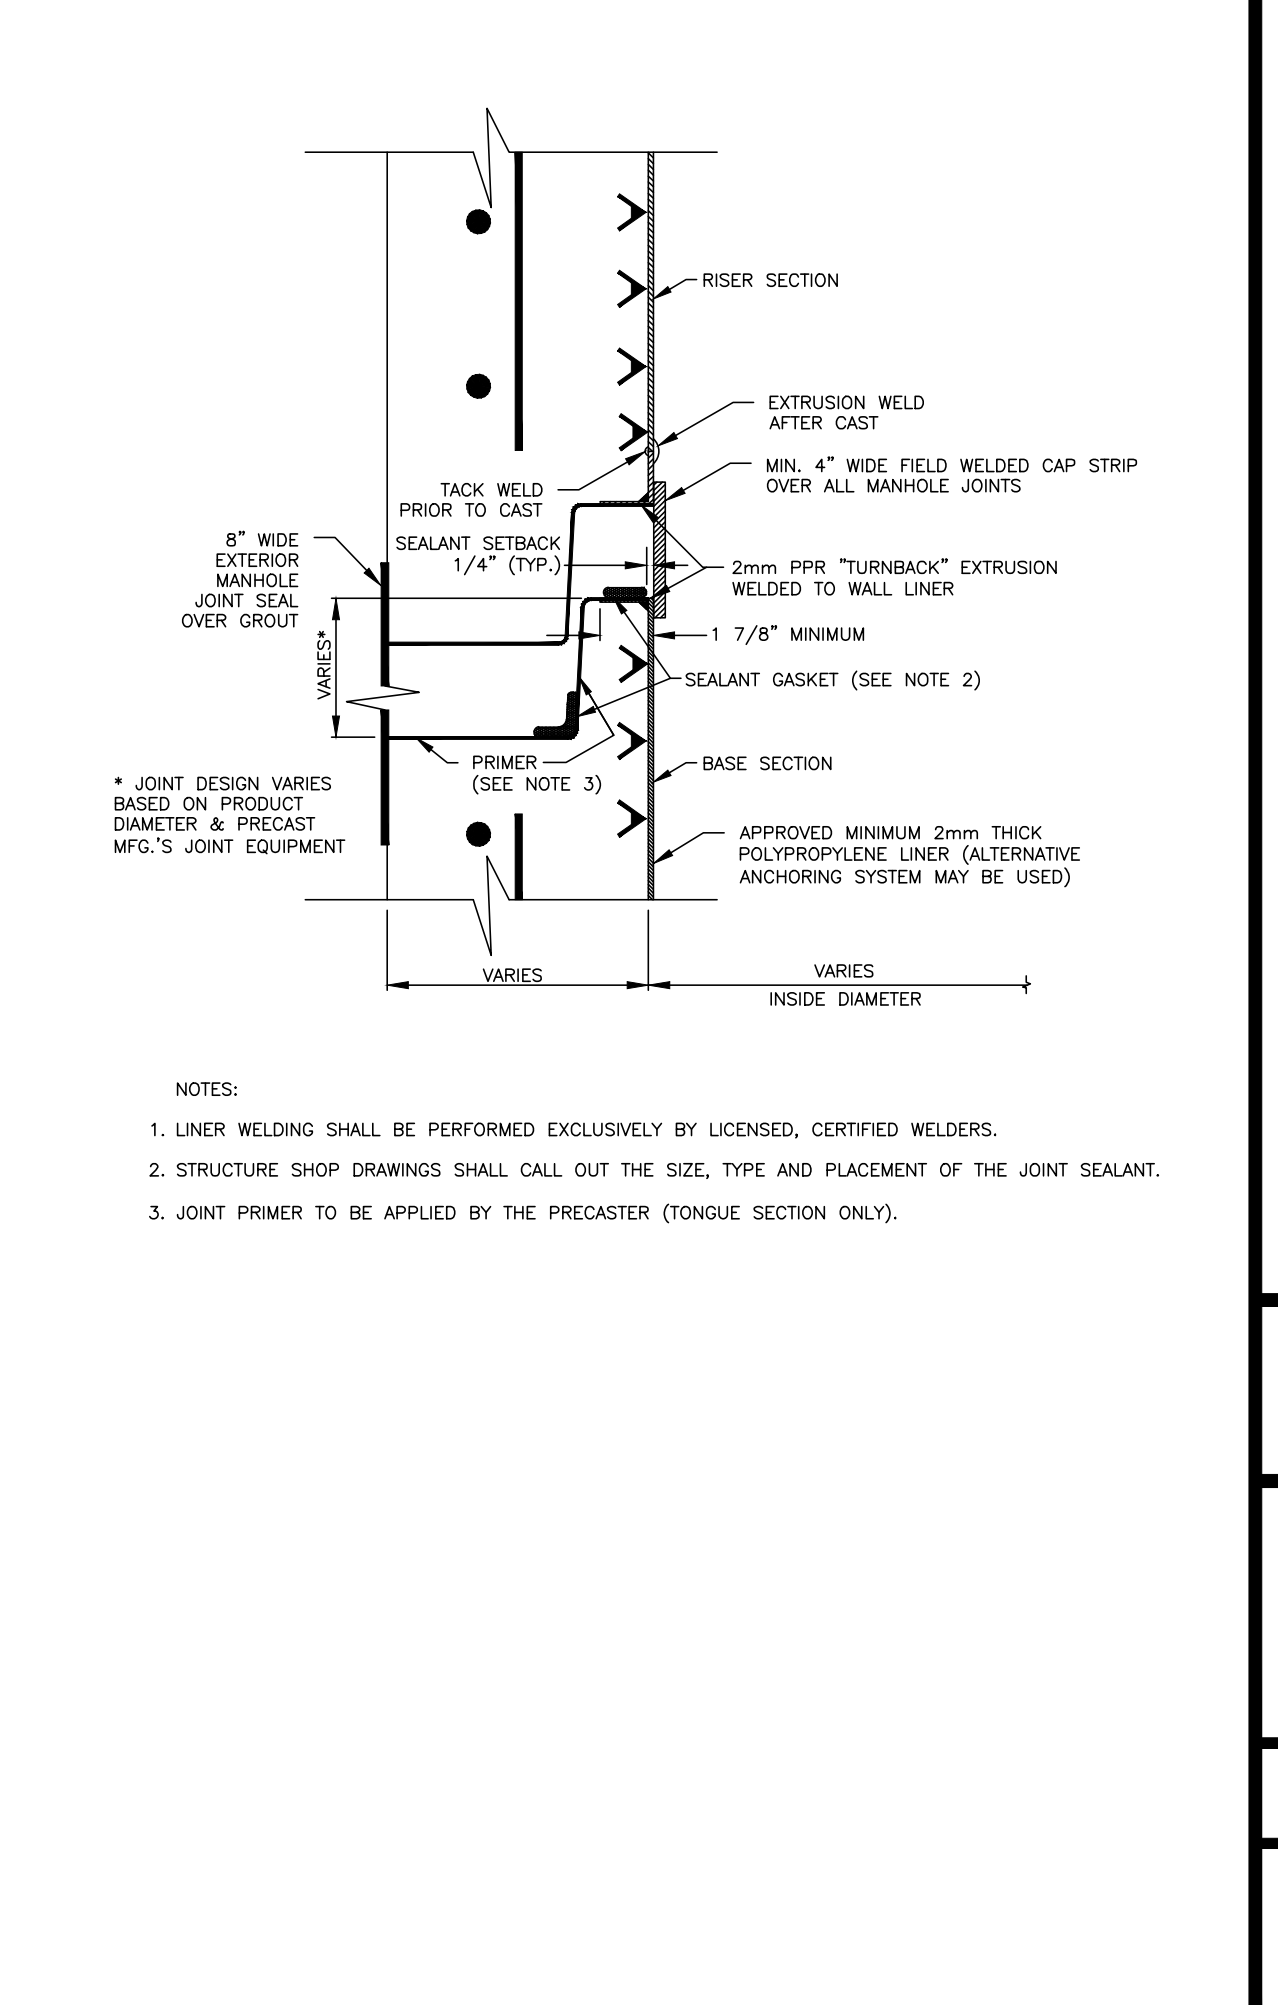 RISER SECTION
EXTRUSION WELD
AFTER CAST
MIN. 4" WIDE FIELD WELDED CAP STRIP
OVER ALL MANHOLE JOINTS
TACK WELD
PRIOR TO CAST
SEALANT SETBACK
1/4" (TYP.)
8" WIDE
EXTERIOR
MANHOLE
JOINT SEAL
OVER GROUT
2mm PPR "TURNBACK" EXTRUSION
WELDED TO WALL LINER
1 7/8" MINIMUM
VARIES*
SEALANT GASKET (SEE NOTE 2)
PRIMER
(SEE NOTE 3)
BASE SECTION
* JOINT DESIGN VARIES
BASED ON PRODUCT
DIAMETER & PRECAST
MFG.'S JOINT EQUIPMENT
APPROVED MINIMUM 2mm THICK
POLYPROPYLENE LINER (ALTERNATIVE
ANCHORING SYSTEM MAY BE USED)
VARIES
VARIES
INSIDE DIAMETER
NOTES:
1. LINER WELDING SHALL BE PERFORMED EXCLUSIVELY BY LICENSED, CERTIFIED WELDERS.
2. STRUCTURE SHOP DRAWINGS SHALL CALL OUT THE SIZE, TYPE AND PLACEMENT OF THE JOINT SEALANT.
3. JOINT PRIMER TO BE APPLIED BY THE PRECASTER (TONGUE SECTION ONLY).